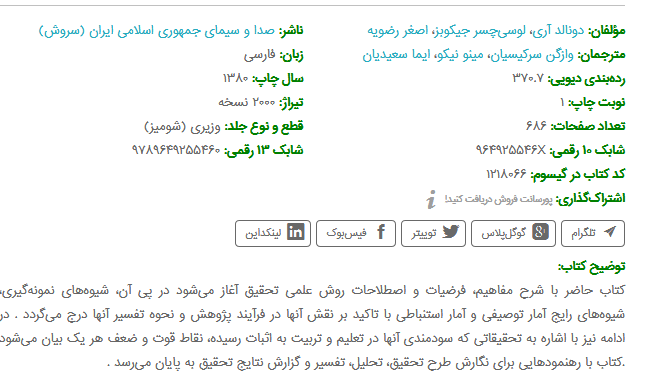 مؤلفان: دونالد آری، لوسی‌چسر جیکوبز، اصغر رضویه
ناشر: صدا و سیمای جمهوری اسلامی ایران (سروش)
مترجمان: وازگن سرکیسیان، مینو نیکو، ایما سعیدیان
زبان: فارسی
رده‌بندی دیویی: ۳۷۰.۷
سال چاپ: ۱۳۸۰
نوبت چاپ: ۱
تیراژ: ۲۰۰۰ نسخه
تعداد صفحات: ۶۸۶
قطع و نوع جلد: وزیری (شومیز)
شابک ۱۰ رقمی: ۹۶۴۹۲۵۵۴۶X
شابک ۱۳ رقمی: ۹۷۸۹۶۴۹۲۵۵۴۶۰
کد کتاب در گیسوم: ۱۲۱۸۰۶۶
اشتراک‌گذاری: پورسانت فروش دریافت کنید! i
تلگرام گوگل‌پلاس توییتر فیس‌بوک لینکداین
توضیح کتاب:
کتاب حاضر با شرح مفاهیم، فرضیات و اصطلاحات روش علمی تحقیق آغاز می‌شود در پی آن، شیوه‌های نمونه‌گیری،
شیوه‌های رایج آمار توصیفی و آمار استنباطی با تاکید بر نقش آنها در فرآیند پژوهش و نحوه تفسیر آنها درج می‌گردد . در
ادامه نیز با اشاره به تحقیقاتی که سودمندی آنها در تعلیم و تربیت به اثبات رسیده، نقاط قوت و ضعف هر یک بیان می‌شود
.کتاب با رهنمودهایی برای نگارش طرح تحقیق، تحلیل، تفسیر و گزارش نتایج تحقیق به پایان می‌رسد .